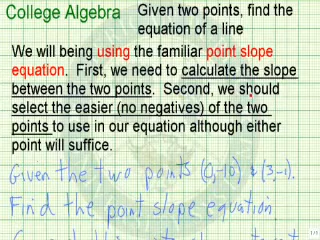 College Algebra
Given two points, find the
equation of a line
We will being using the familiar point slope
equation. First, we need to calculate the slope
between the two points. Second, we should
select the easier (no negatives) of the two
points to use in our equation although either
point will suffice.
Given the two points (0,-10) & (3,-1).
Find the point slope equation